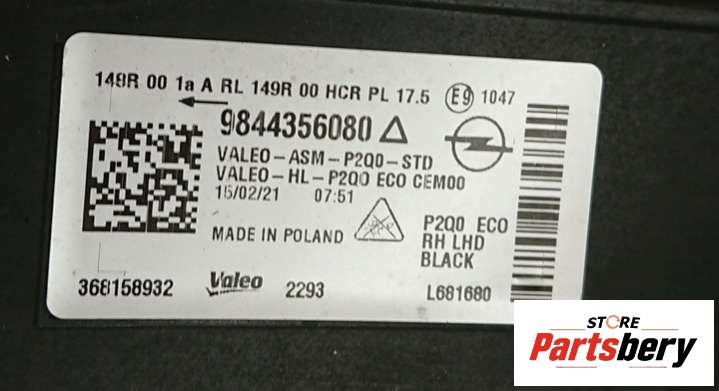 148R 00 1a A RL 149R 00 HCR PL 17.5 E9 1047
9844356080
VALEO-ASM-P2Q0-STD
VALEO-HL-P2Q0 ECO CEM00
15/02/21 07:51
MADE IN POLAND
P2Q0 ECO
RH LHD
BLACK
368158932 Valeo 2293 L681680
STORE
Partsbery